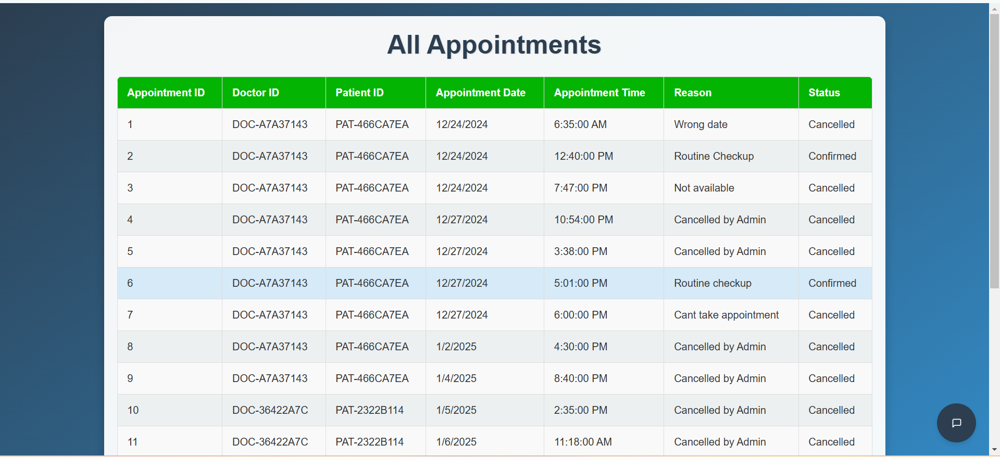 All Appointments
Appointment ID Doctor ID Patient ID Appointment Date Appointment Time Reason Status
1 DOC-A7A37143 PAT-466CA7EA 12/24/2024 6:35:00 AM Wrong date Cancelled
2 DOC-A7A37143 PAT-466CA7EA 12/24/2024 12:40:00 PM Routine Checkup Confirmed
3 DOC-A7A37143 PAT-466CA7EA 12/24/2024 7:47:00 PM Not available Cancelled
4 DOC-A7A37143 PAT-466CA7EA 12/27/2024 10:54:00 PM Cancelled by Admin Cancelled
5 DOC-A7A37143 PAT-466CA7EA 12/27/2024 3:38:00 PM Cancelled by Admin Cancelled
6 DOC-A7A37143 PAT-466CA7EA 12/27/2024 5:01:00 PM Routine checkup Confirmed
7 DOC-A7A37143 PAT-466CA7EA 12/27/2024 6:00:00 PM Cant take appointment Cancelled
8 DOC-A7A37143 PAT-466CA7EA 1/2/2025 4:30:00 PM Cancelled by Admin Cancelled
9 DOC-A7A37143 PAT-466CA7EA 1/4/2025 8:40:00 PM Cancelled by Admin Cancelled
10 DOC-36422A7C PAT-2322B114 1/5/2025 2:35:00 PM Cancelled by Admin Cancelled
11 DOC-36422A7C PAT-2322B114 1/6/2025 11:18:00 AM Cancelled by Admin Cancelled